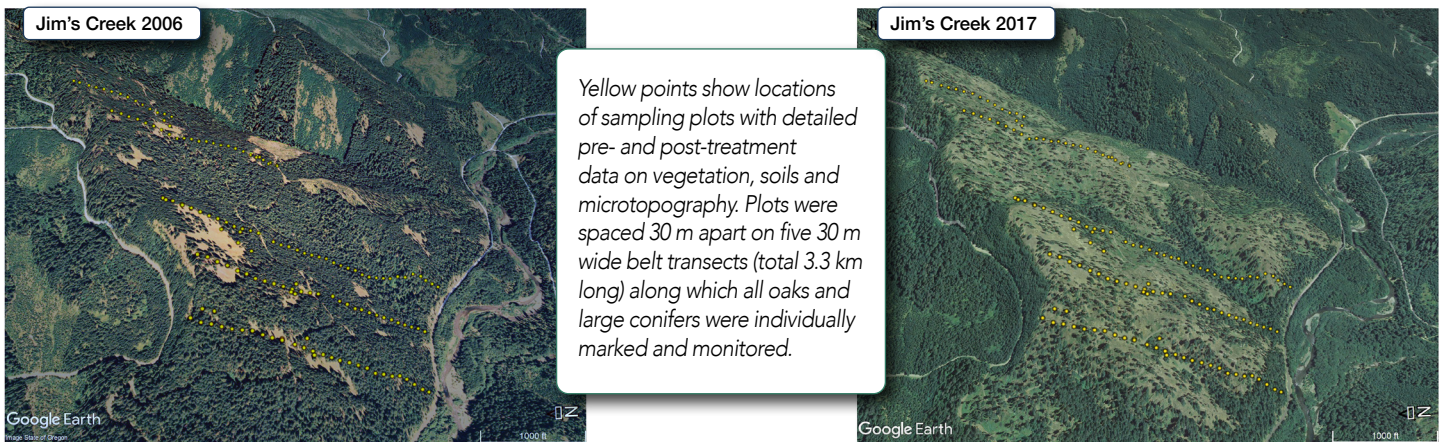 Jim's Creek 2006
Jim's Creek 2017
Yellow points show locations
of sampling plots with detailed
pre- and post-treatment
data on vegetation, soils and
microtopography. Plots were
spaced 30 m apart on five 30 m
wide belt transects (total 3.3 km
long) along which all oaks and
large conifers were individually
marked and monitored.
Google Earth
Image State of Oregon
N
1000 ft
Google Earth
N
1000 ft